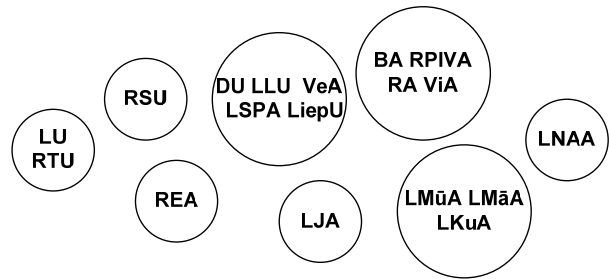 LU
RTU
RSU
REA
DU LLU VeA
LSPA LiepU
LJA
BA RPIVA
RA ViA
LMūA LMāA
LKuA
LNAA